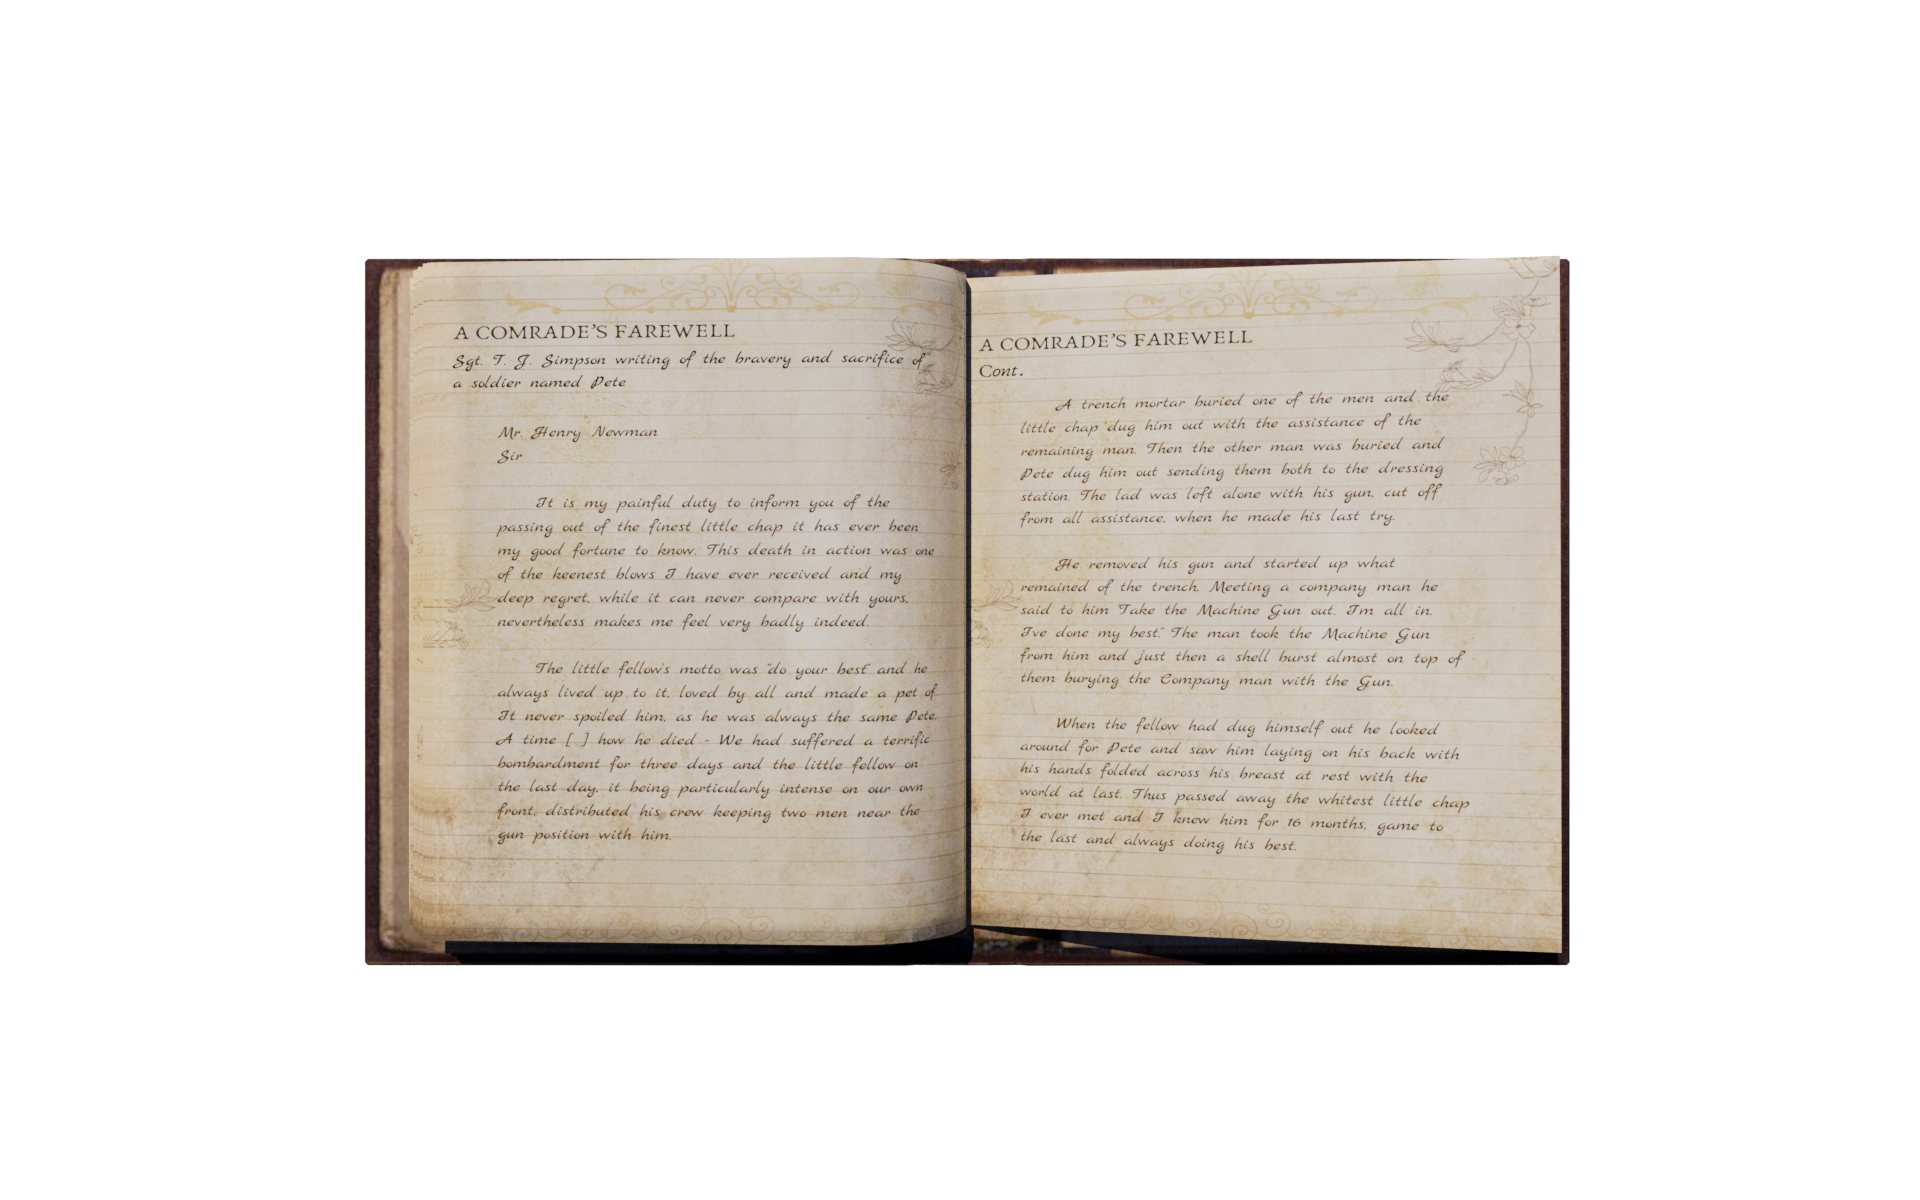 A COMRADE'S FAREWELL
Sgt. T. J. Simpson writing of the bravery and sacrifice of
a soldier named Pete
Mr. Henry Newman
Sir
It is my painful duty to inform you of the
passing out of the finest little chap it has ever been
my good fortune to know. This death in action was one
of the keenest blows I have ever received and my
deep regret, while it can never compare with yours,
nevertheless makes me feel very badly indeed.
The little fellow's motto was "do your best" and he
always lived up to it, loved by all and made a pet of.
It never spoiled him, as he was always the same Pete.
A time [ ] how he died - We had suffered a terrific
bombardment for three days and the little fellow on
the last day, it being particularly intense on our own
front, distributed his crew keeping two men near the
gun position with him.
A COMRADE'S FAREWELL
Cont.
A trench mortar buried one of the men and the
little chap dug him out with the assistance of the
remaining man. Then the other man was buried and
Pete dug him out sending them both to the dressing
station. The lad was left alone with his gun, cut off
from all assistance, when he made his last try.
He removed his gun and started up what
remained of the trench. Meeting a company man he
said to him Take the Machine Gun out. I'm all in.
I've done my best." The man took the Machine Gun
from him and just then a shell burst almost on top of
them burying the Company man with the Gun.
When the fellow had dug himself out he looked
around for Pete and saw him laying on his back with
his hands folded across his breast at rest with the
world at last. Thus passed away the whitest little chap
I ever met and I knew him for 16 months, game to
the last and always doing his best.